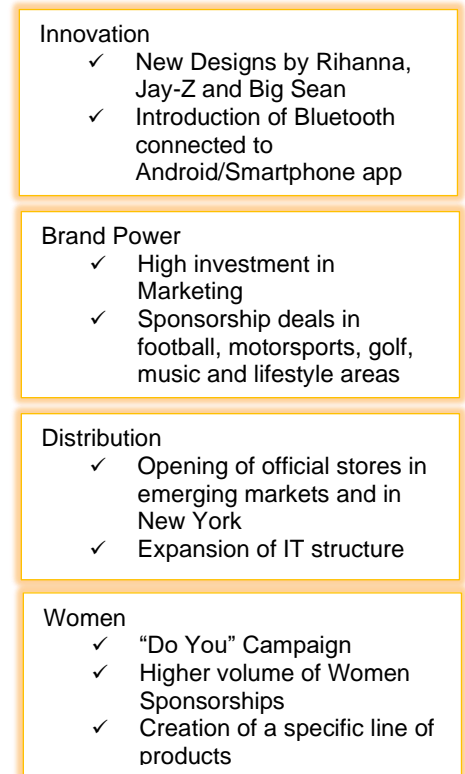 Innovation
✓ New Designs by Rihanna,
Jay-Z and Big Sean
✓ Introduction of Bluetooth
connected to
Android/Smartphone app
Brand Power
✓ High investment in
Marketing
✓ Sponsorship deals in
football, motorsports, golf,
music and lifestyle areas
Distribution
✓ Opening of official stores in
emerging markets and in
New York
✓ Expansion of IT structure
Women
✓ “Do You” Campaign
✓ Higher volume of Women
Sponsorships
✓ Creation of a specific line of
products